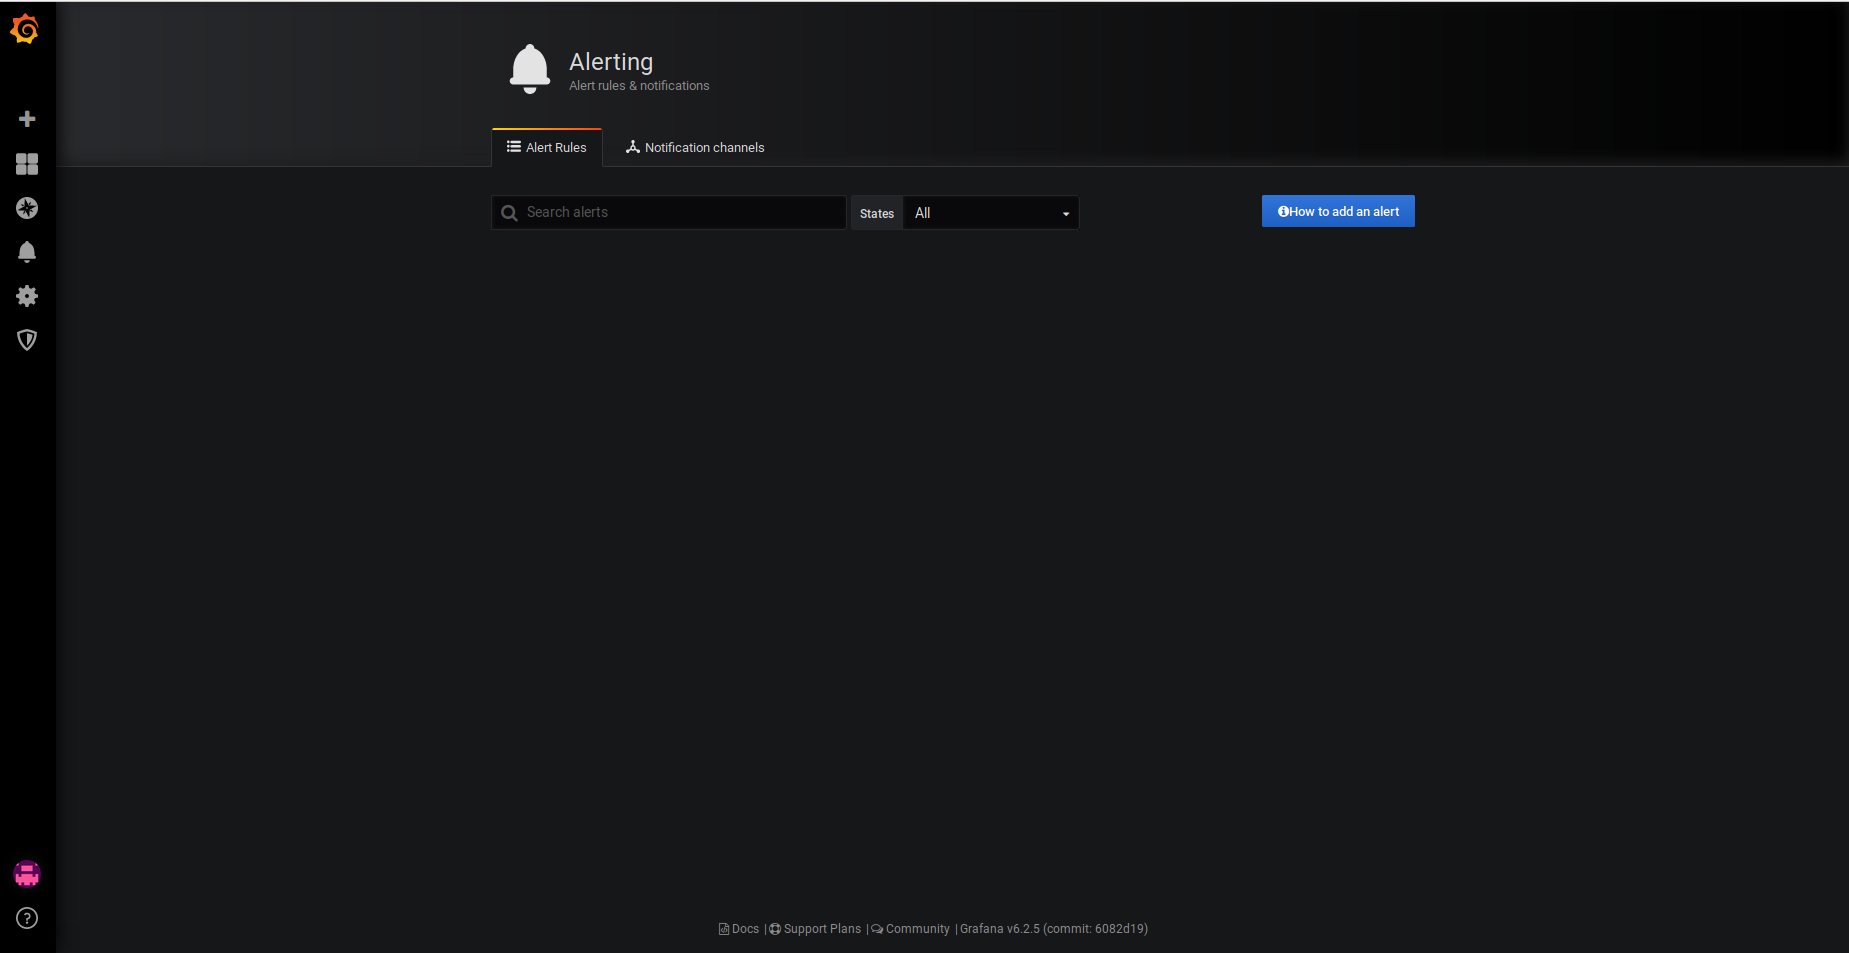 Alerting
Alert rules & notifications
Alert Rules
Notification channels
Search alerts
States
All
How to add an alert
Docs | Support Plans | Community | Grafana v6.2.5 (commit: 6082d19)